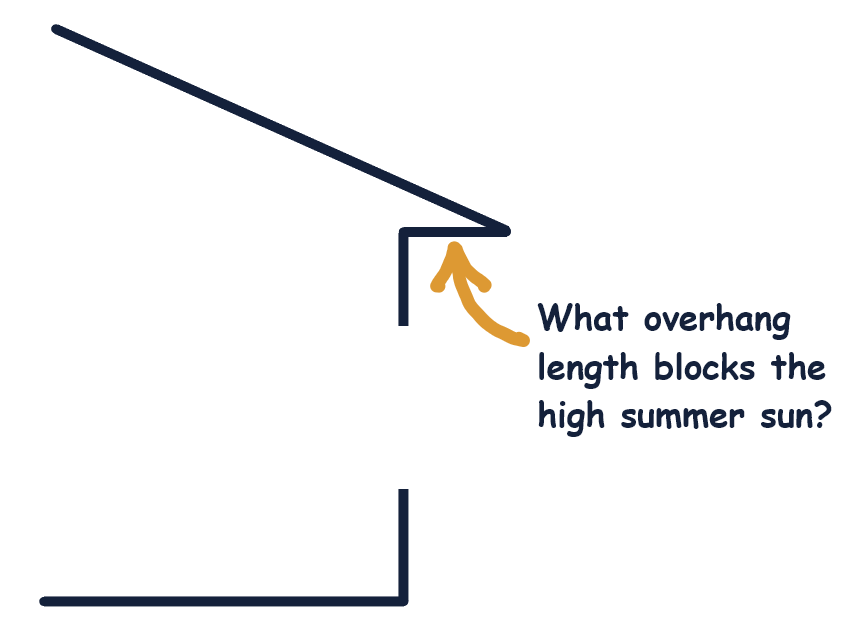 What overhang
length blocks the
high summer sun?